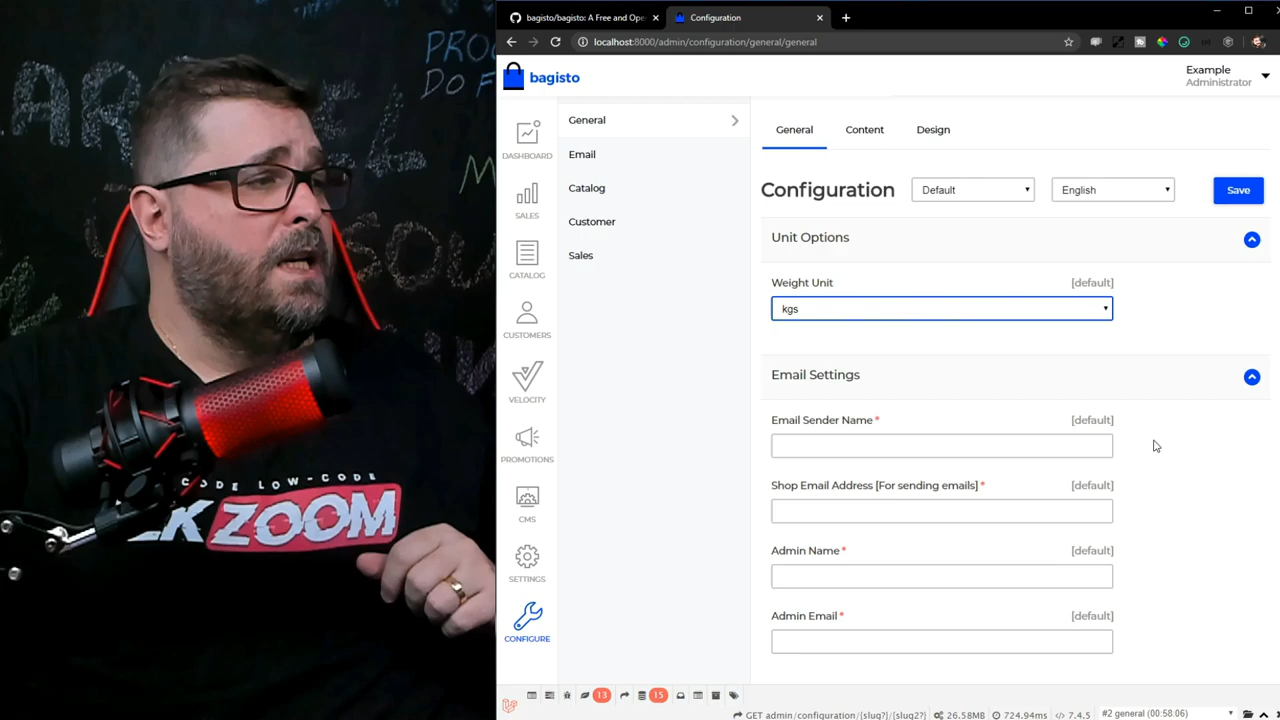 bagisto/bagisto: A Free and Ope
Configuration
localhost:8000/admin/configuration/general/general
bagisto
Example
Administrator
DASHBOARD
SALES
CATALOG
CUSTOMERS
VELOCITY
PROMOTIONS
CMS
SETTINGS
CONFIGURE
General
Email
Catalog
Customer
Sales
General
Content
Design
Configuration
Default
English
Save
Unit Options
Weight Unit
[default]
kgs
Email Settings
Email Sender Name *
[default]
Shop Email Address [For sending emails] *
[default]
Admin Name *
[default]
Admin Email *
[default]
13
15
GET admin/configuration/{slug?}/{slug2?}
26.58MB
724.94ms
7.4.5
#2 general (00:58:06)
CODE LOW-CODE
ZOOM